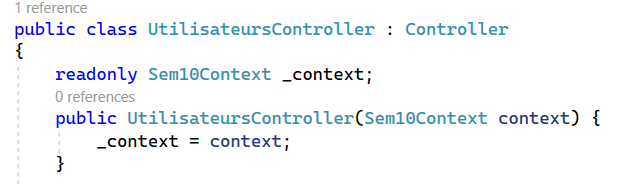 1 reference
public class UtilisateursController : Controller
{
readonly Sem10Context _context;
0 references
public UtilisateursController(Sem10Context context) {
_context = context;
}